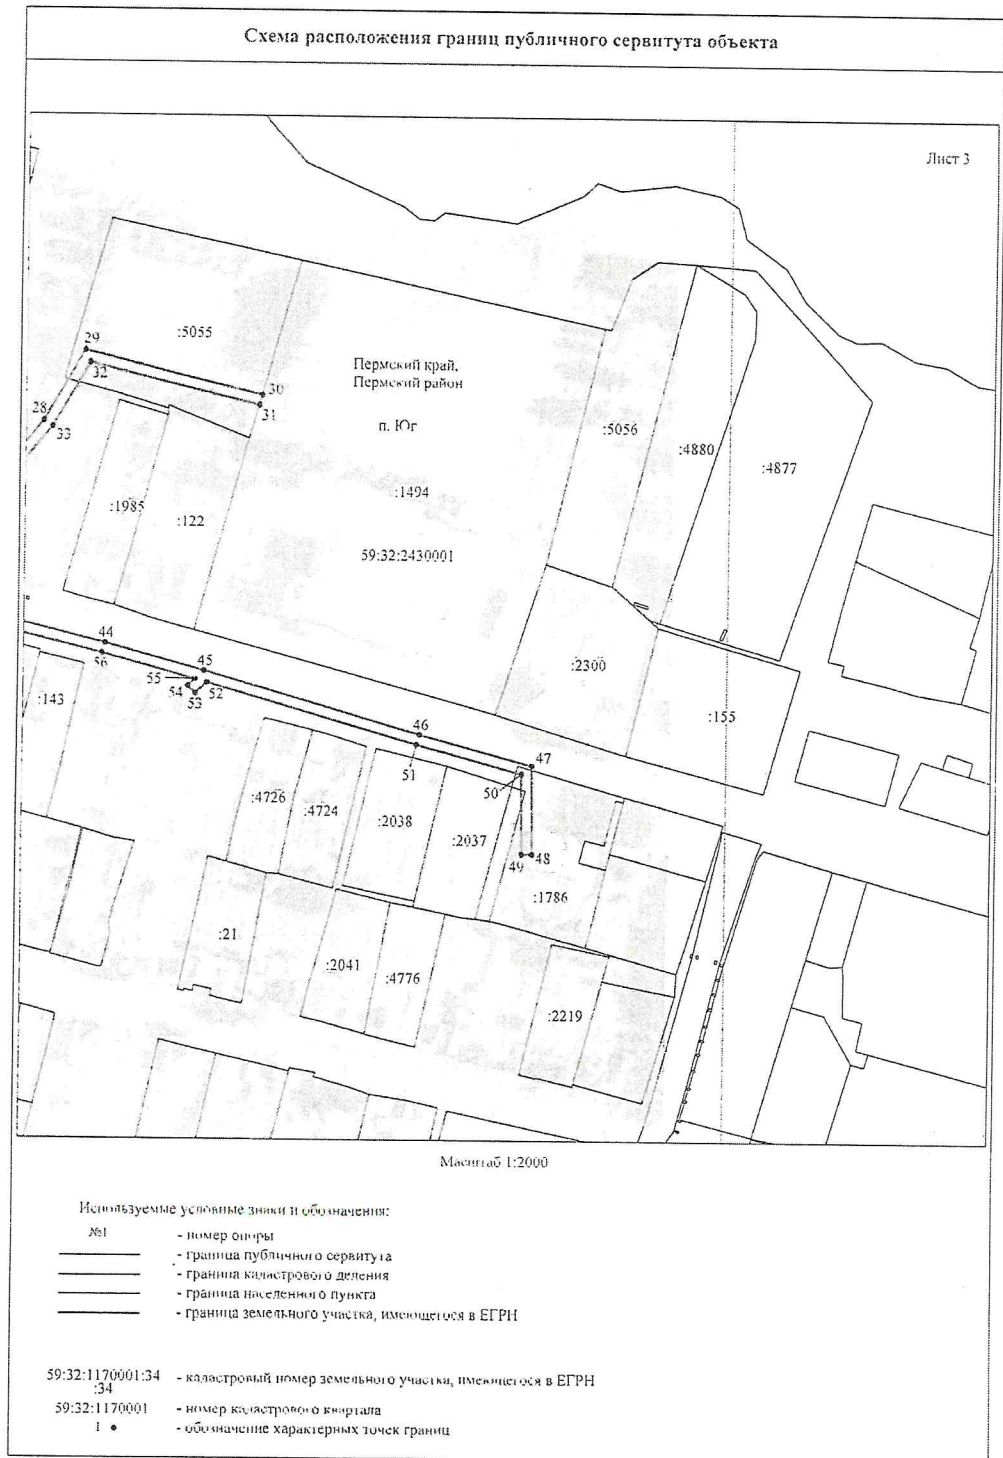 Схема расположения границ публичного сервитута объекта
Лист 3
:5055
29
32
30
31
28
33
Пермский край,
Пермский район
п. Юг
:5056
:4880
:4877
:1494
:1985
:122
59:32:2430001
44
56
45
55
54
53
52
:2300
:143
46
51
47
:155
50
:4726
:4724
:2038
:2037
49
48
:1786
:21
:2041
:4776
:2219
Масштаб 1:2000
Используемые условные знаки и обозначения:
№1 - номер опоры
- граница публичного сервитута
- граница кадастрового деления
- граница населенного пункта
- граница земельного участка, имеющегося в ЕГРН
59:32:1170001:34 - кадастровый номер земельного участка, имеющегося в ЕГРН
:34
59:32:1170001 - номер кадастрового квартала
1 - обозначение характерных точек границ